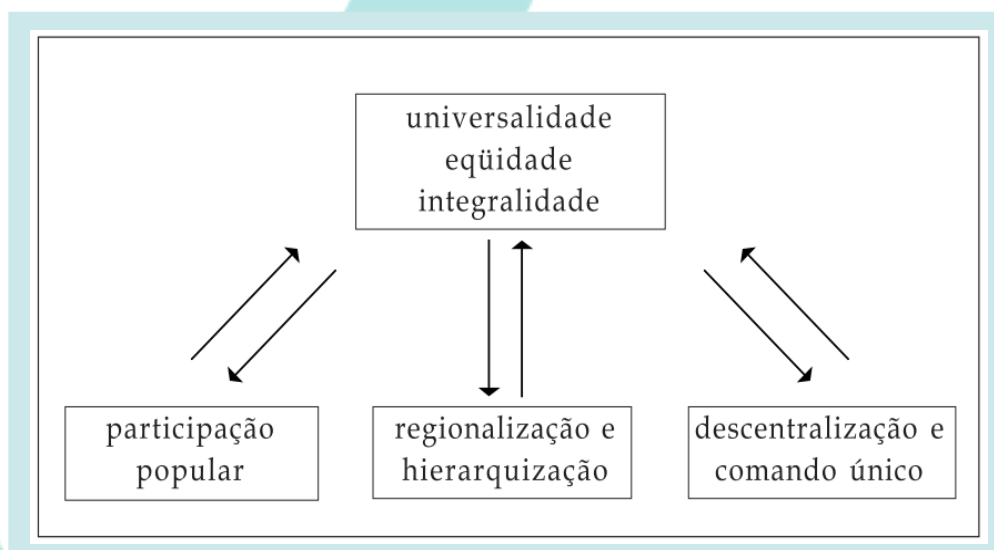 universalidade
eqüidade
integralidade
participação
popular
regionalização e
hierarquização
descentralização e
comando único